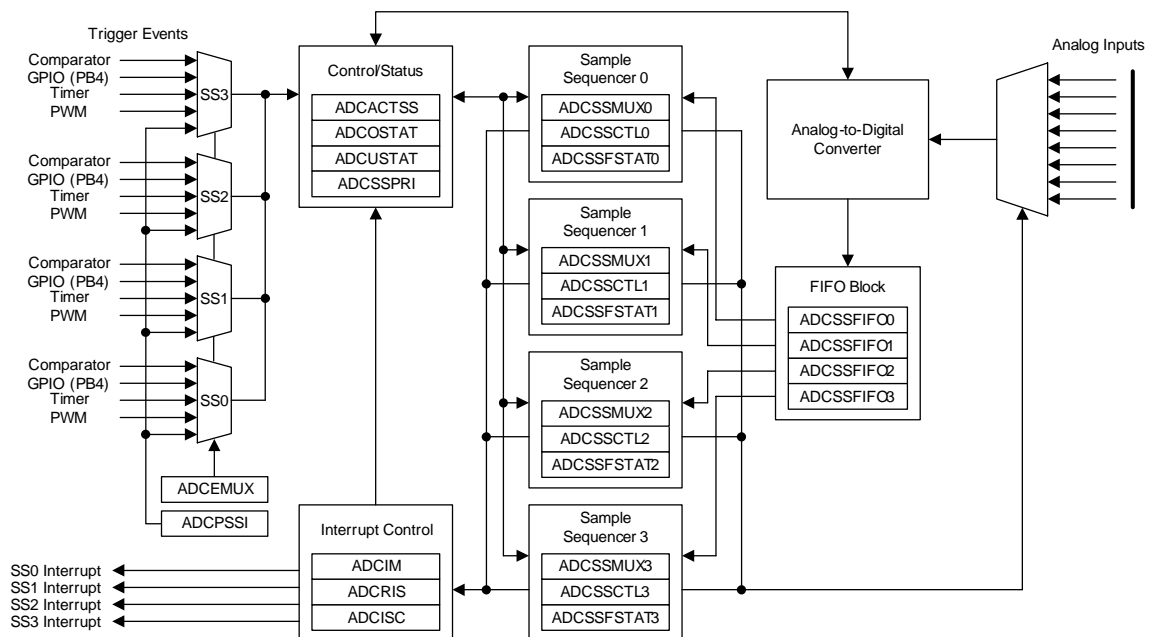 Trigger Events
Comparator
GPIO (PB4)
Timer
PWM
SS3
Comparator
GPIO (PB4)
Timer
PWM
SS2
Comparator
GPIO (PB4)
Timer
PWM
SS1
Comparator
GPIO (PB4)
Timer
PWM
SS0
ADCEMUX
ADCPSSI
Control/Status
ADCACTSS
ADCOSTAT
ADCUSTAT
ADCSSPRI
Interrupt Control
ADCIM
ADCRIS
ADCISC
SS0 Interrupt
SS1 Interrupt
SS2 Interrupt
SS3 Interrupt
Sample
Sequencer 0
ADCSSMUX0
ADCSSCTL0
ADCSSFSTAT0
Sample
Sequencer 1
ADCSSMUX1
ADCSSCTL1
ADCSSFSTAT1
Sample
Sequencer 2
ADCSSMUX2
ADCSSCTL2
ADCSSFSTAT2
Sample
Sequencer 3
ADCSSMUX3
ADCSSCTL3
ADCSSFSTAT3
Analog-to-Digital
Converter
FIFO Block
ADCSSFIFO0
ADCSSFIFO1
ADCSSFIFO2
ADCSSFIFO3
Analog Inputs